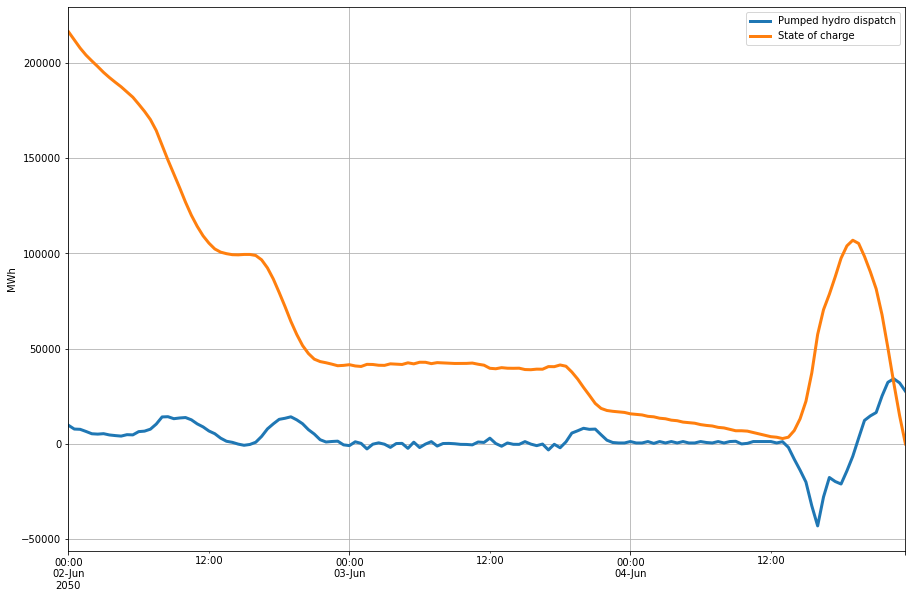 Pumped hydro dispatch
State of charge
200000
150000
100000
50000
0
−50000
MWh
00:00 12:00 00:00 12:00 00:00 12:00
02-Jun 03-Jun 04-Jun
2050